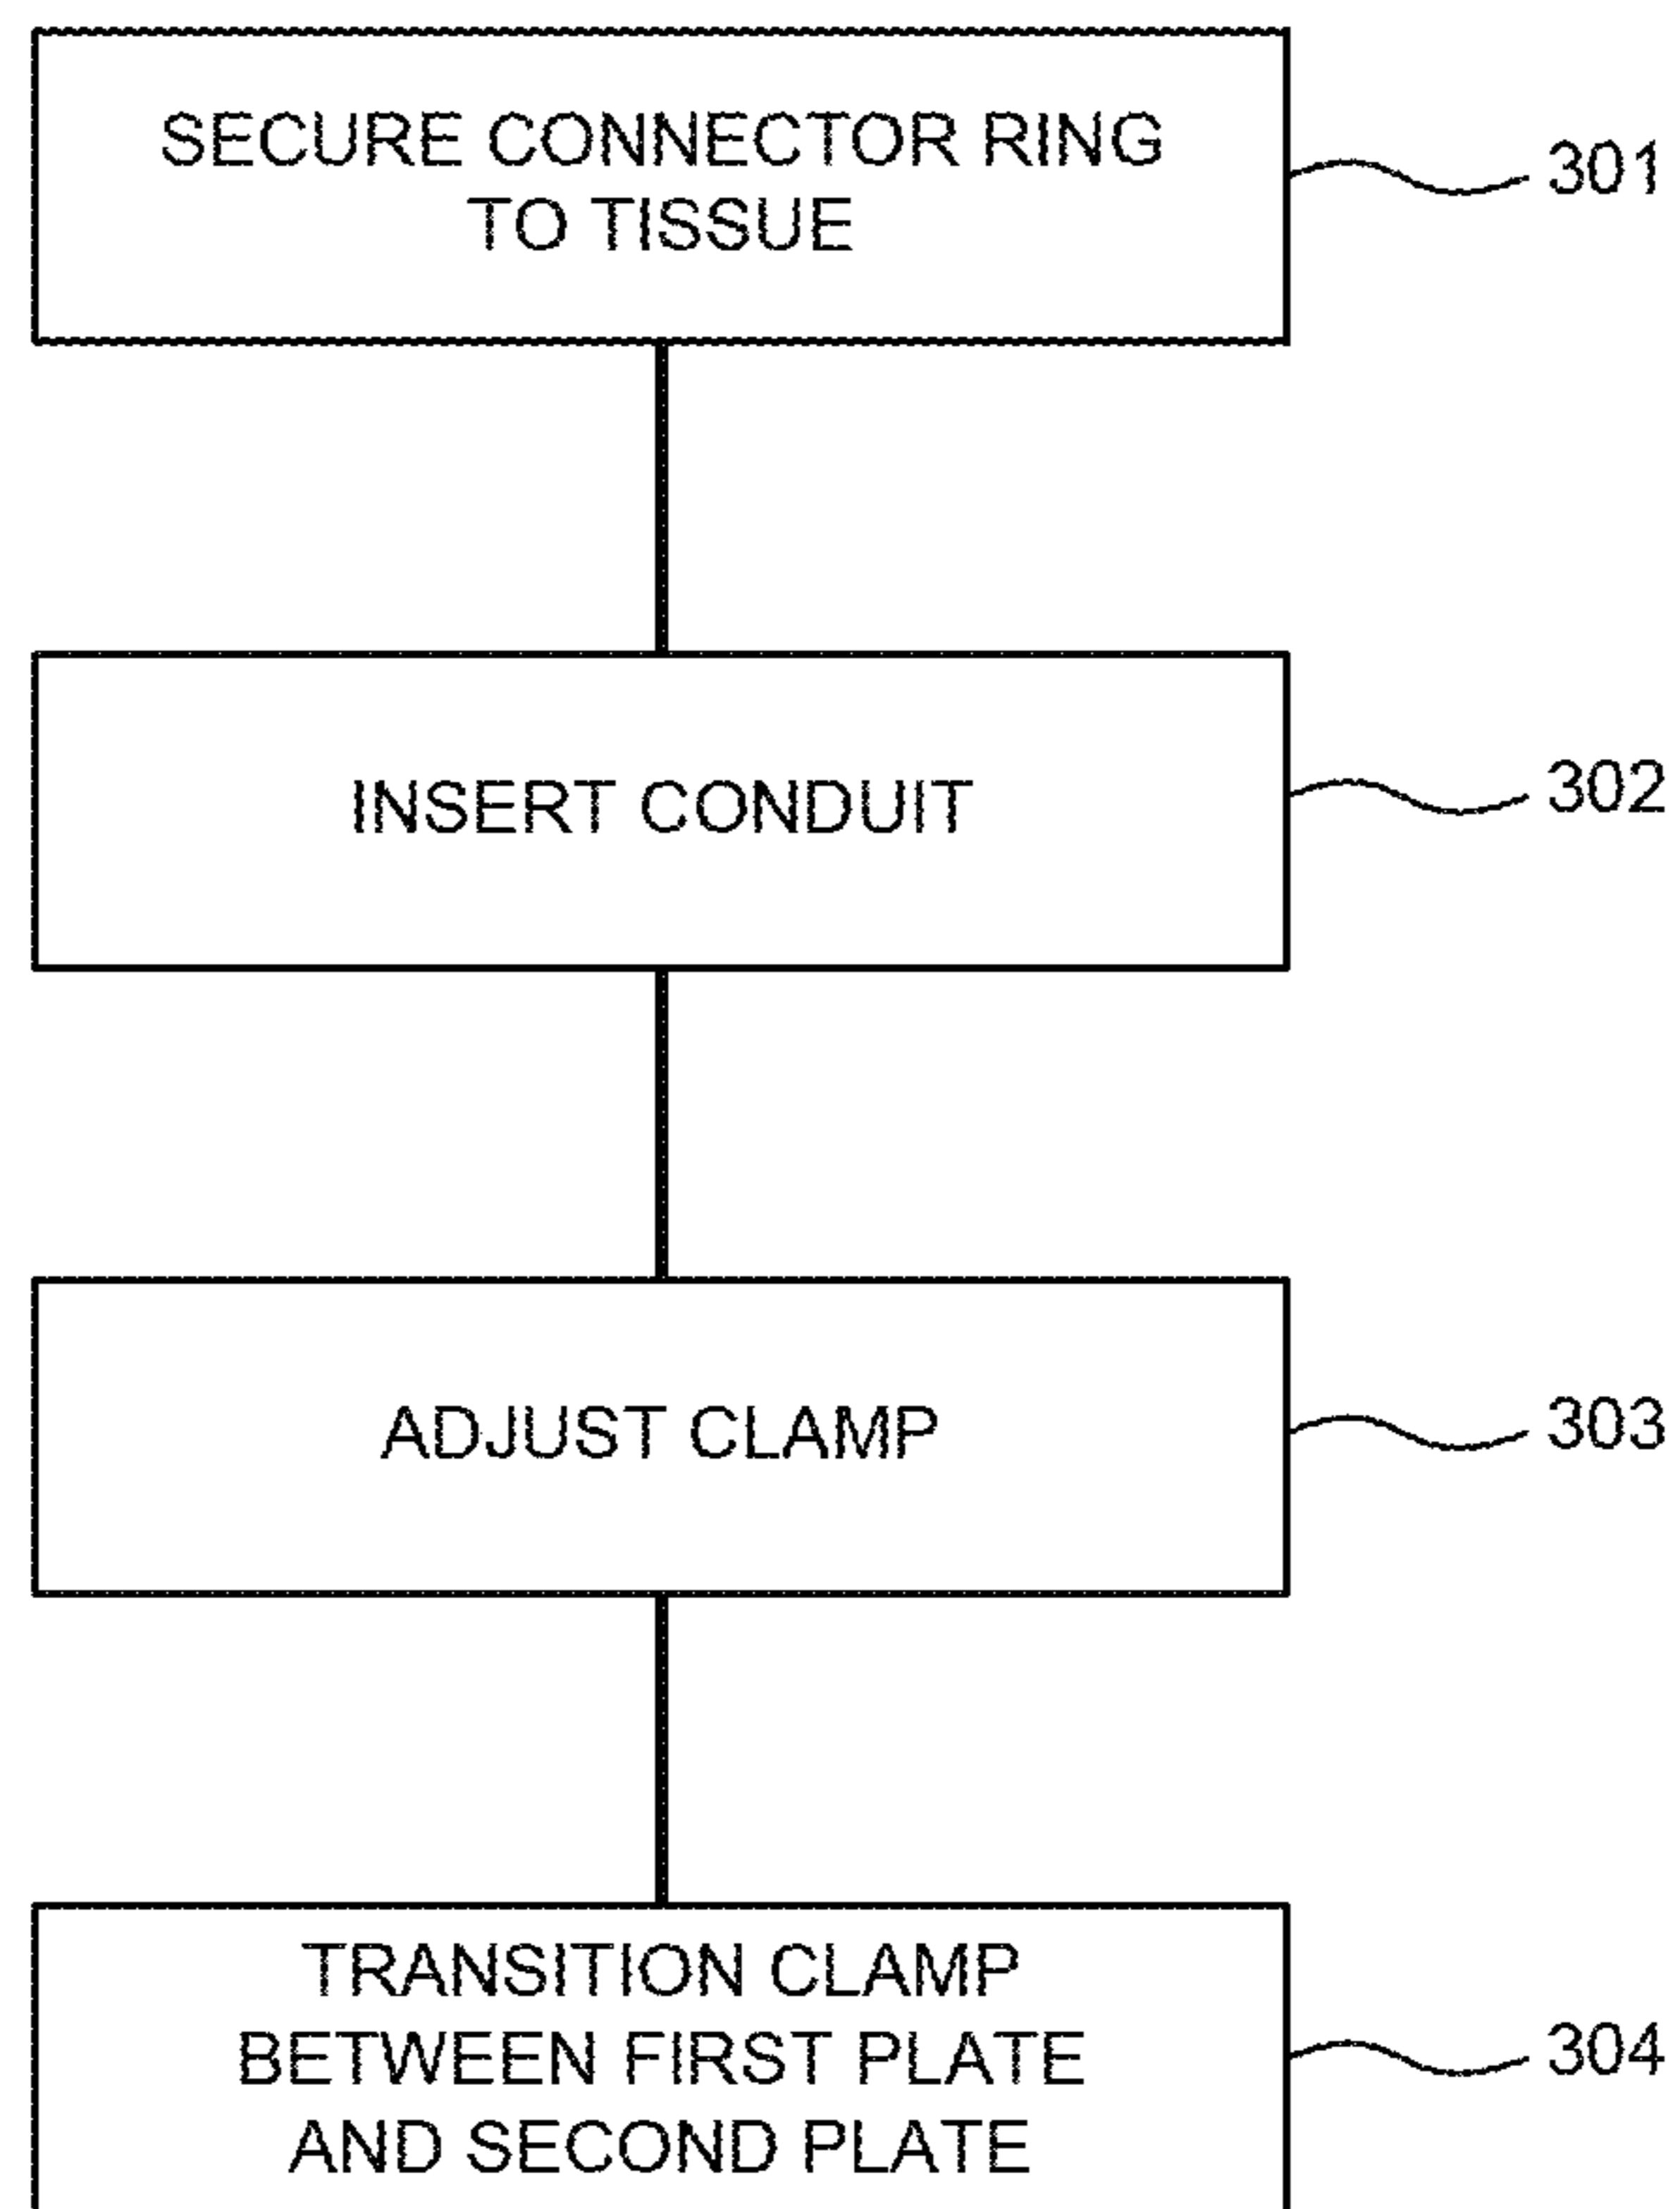 SECURE CONNECTOR RING
TO TISSUE
301
INSERT CONDUIT
302
ADJUST CLAMP
303
TRANSITION CLAMP
BETWEEN FIRST PLATE
AND SECOND PLATE
304